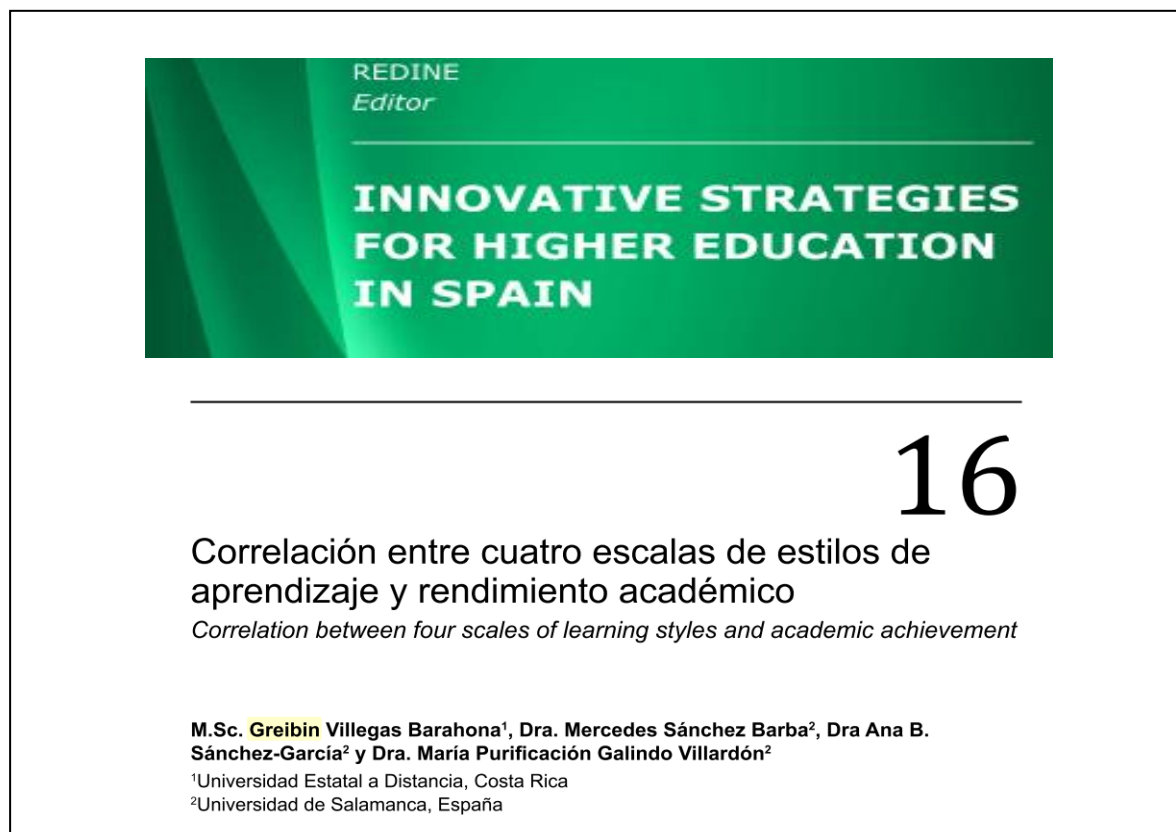 REDINE
Editor
INNOVATIVE STRATEGIES
FOR HIGHER EDUCATION
IN SPAIN
16
Correlación entre cuatro escalas de estilos de
aprendizaje y rendimiento académico
Correlation between four scales of learning styles and academic achievement
M.Sc. Greibin Villegas Barahona¹, Dra. Mercedes Sánchez Barba², Dra Ana B.
Sánchez-García² y Dra. María Purificación Galindo Villardón²
¹Universidad Estatal a Distancia, Costa Rica
²Universidad de Salamanca, España